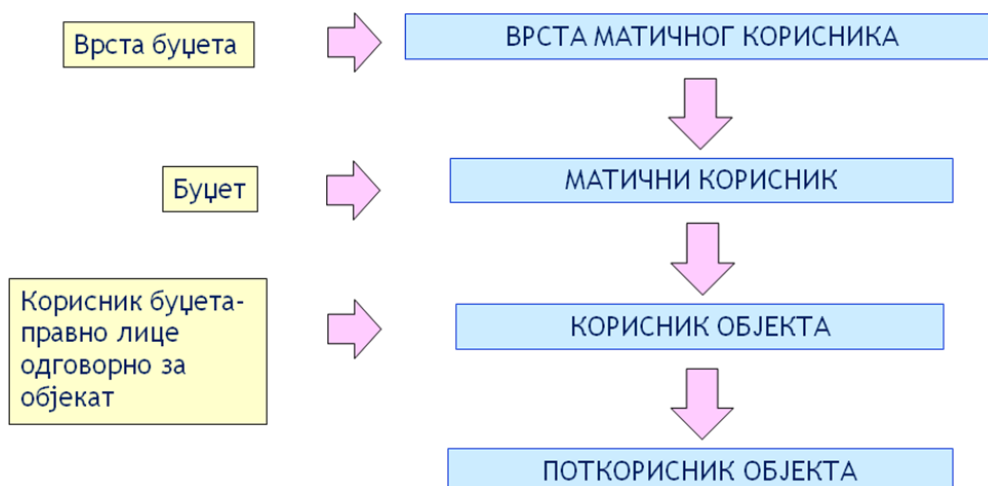 Врста буџета
ВРСТА МАТИЧНОГ КОРИСНИКА
Буџет
МАТИЧНИ КОРИСНИК
Корисник буџета-
правно лице
одговорно за
објекат
КОРИСНИК ОБЈЕКТА
ПОТКОРИСНИК ОБЈЕКТА